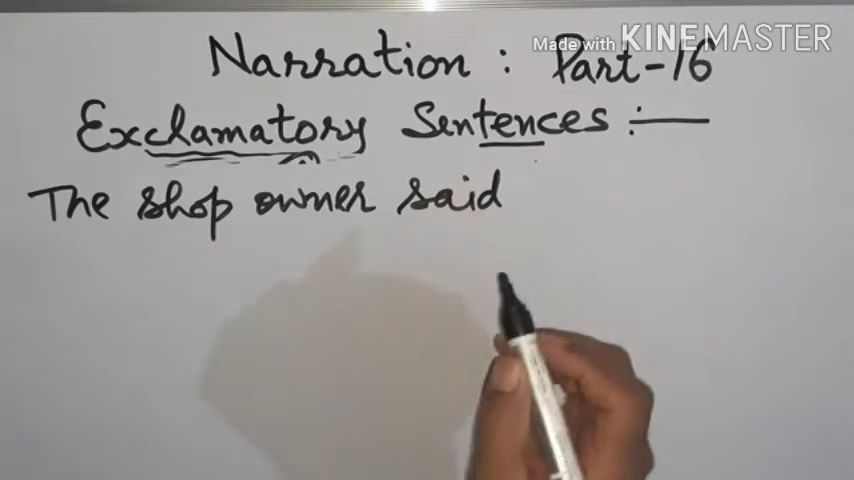 Made with KINEMASTER
Narration : Part-16
Exclamatory Sentences :—
The shop owner said